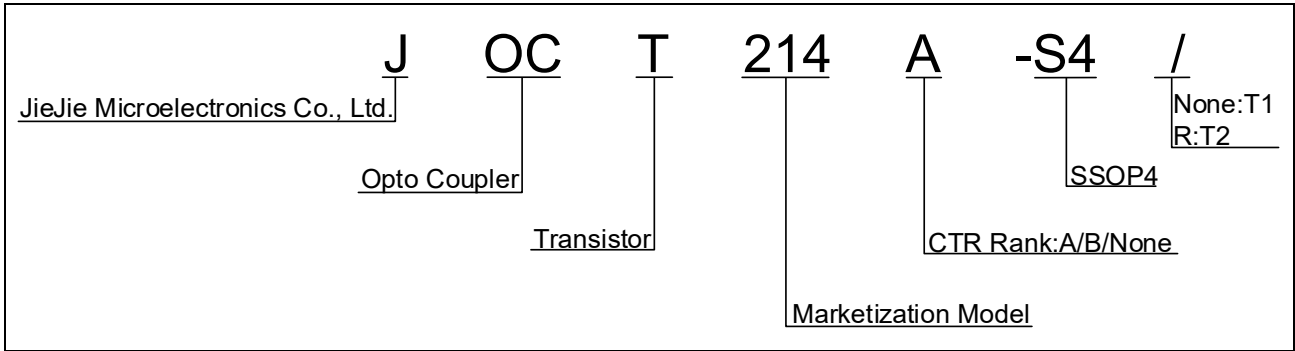 J OC T 214 A -S4 /
JieJie Microelectronics Co., Ltd.
None:T1
R:T2
Opto Coupler
SSOP4
Transistor
CTR Rank:A/B/None
Marketization Model